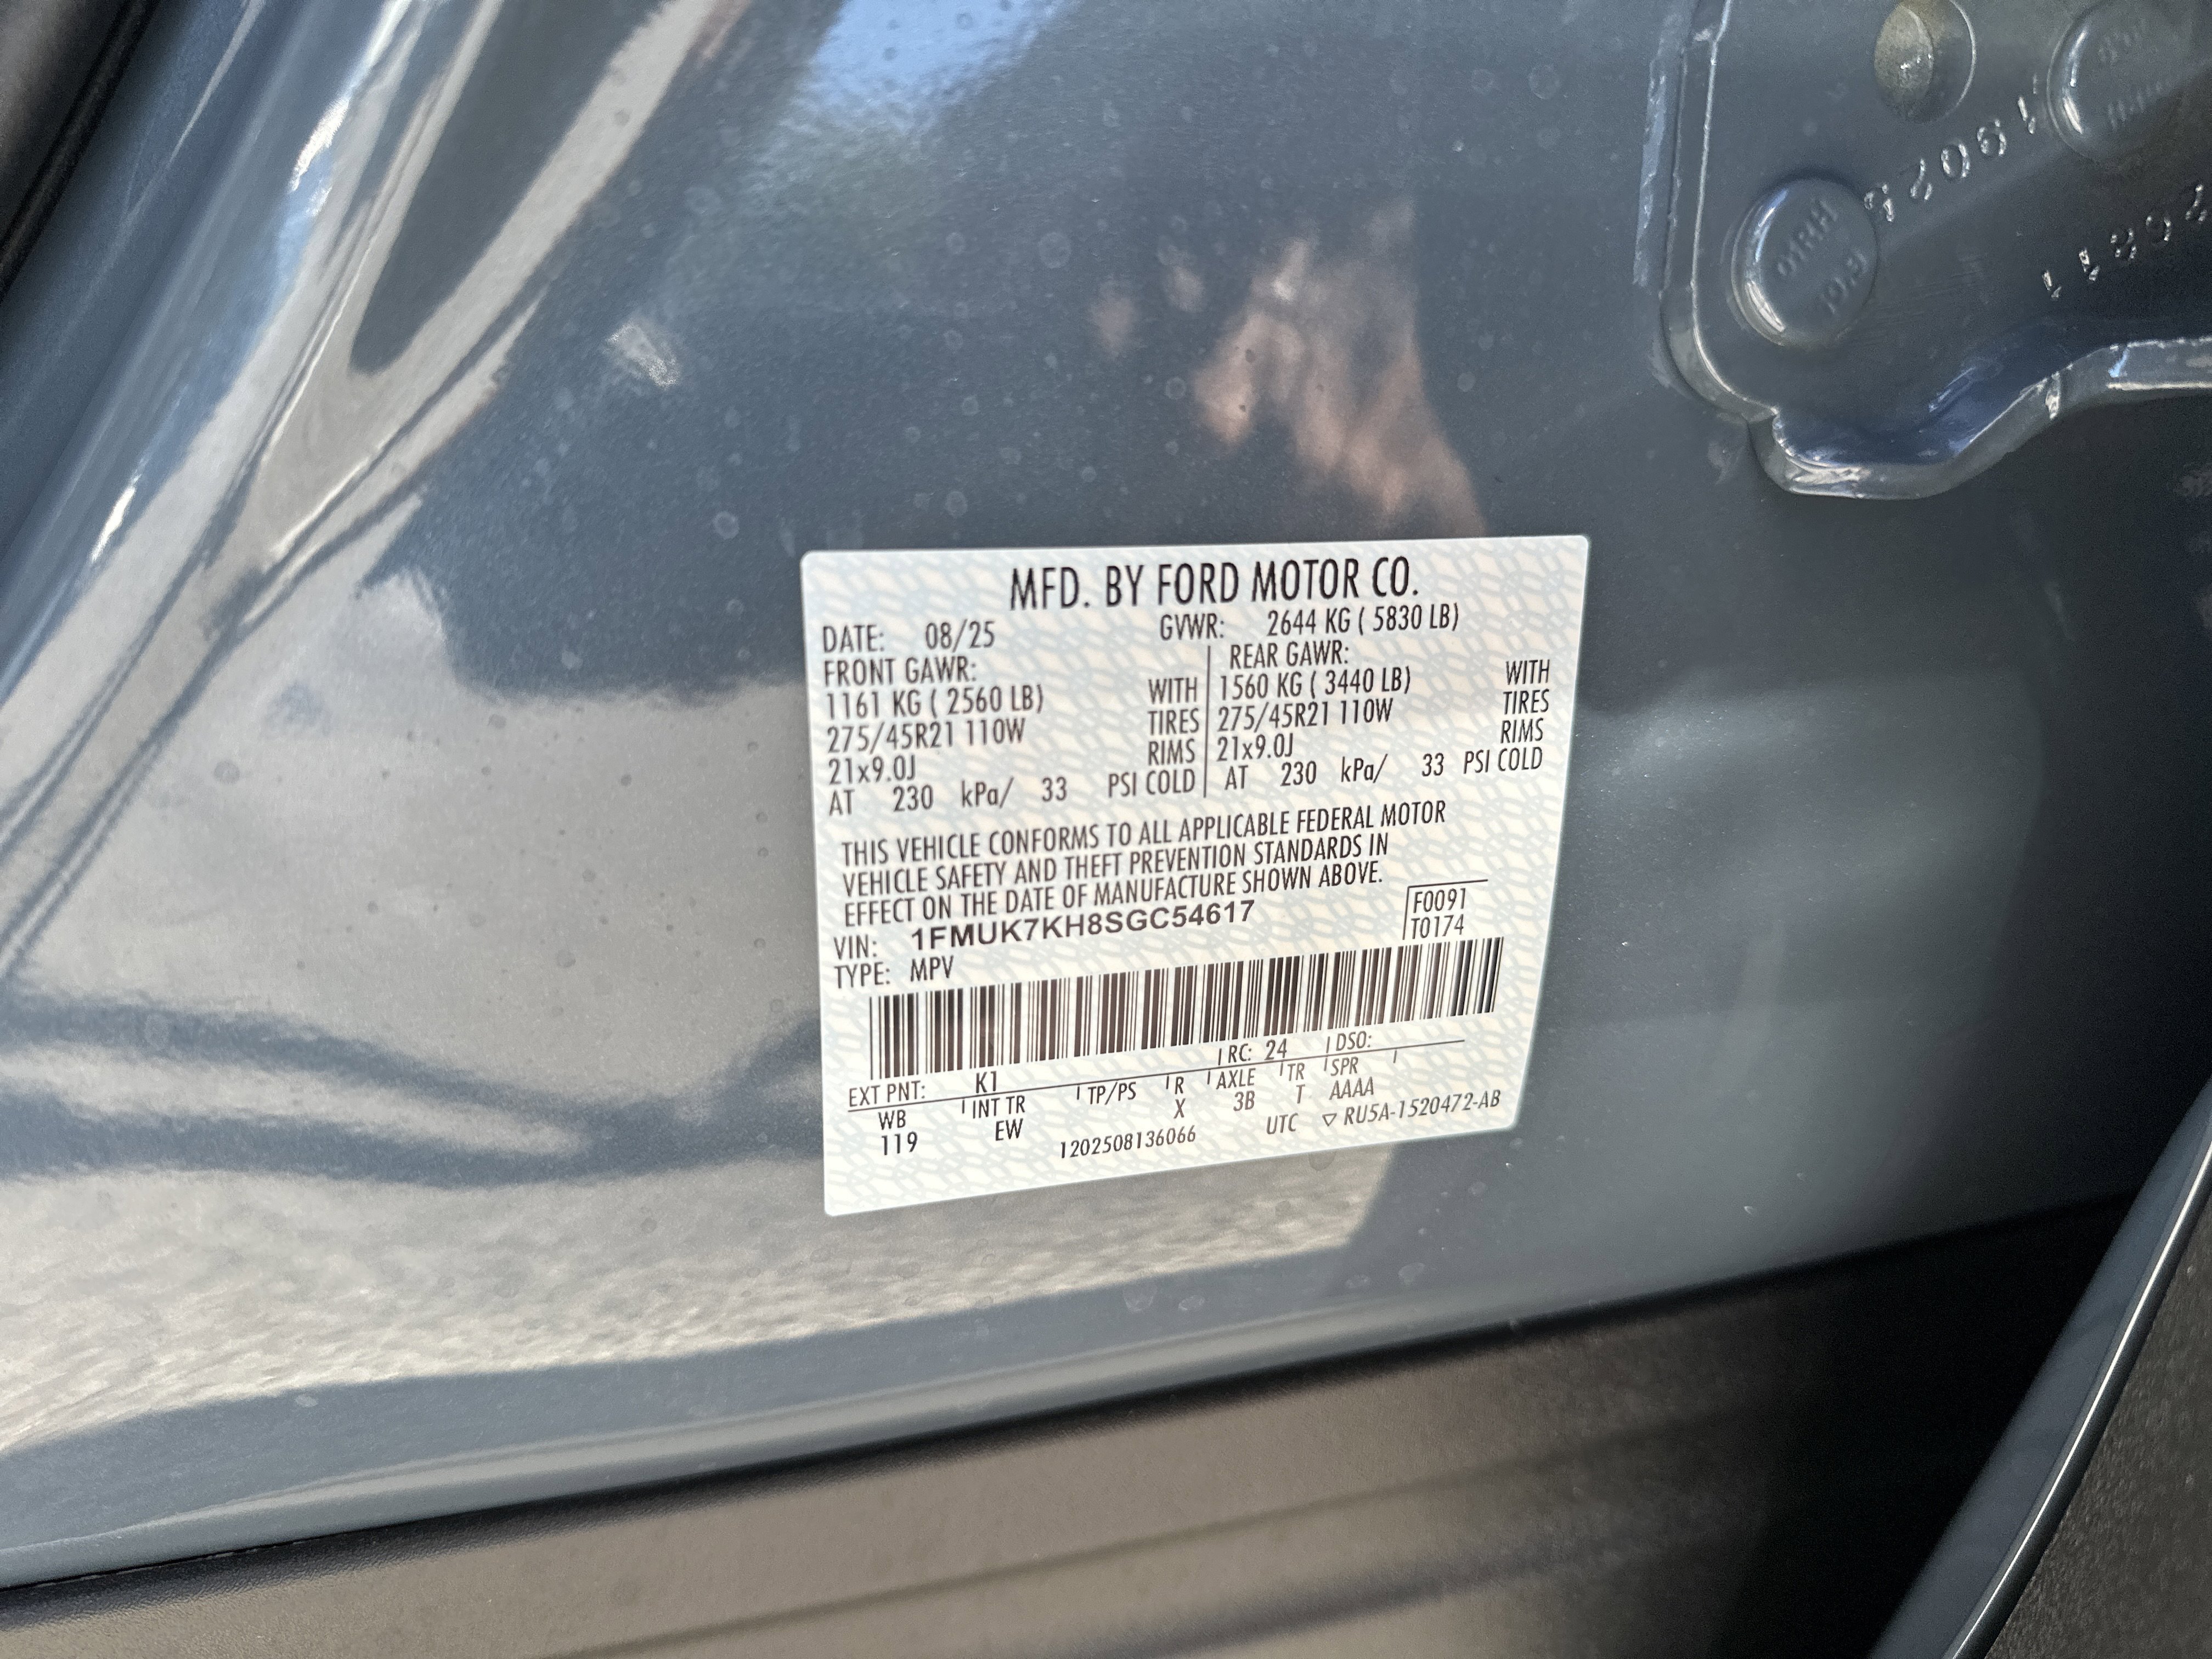 MFD. BY FORD MOTOR CO.
DATE: 08/25 GVWR: 2644 KG ( 5830 LB)
FRONT GAWR: REAR GAWR:
1161 KG ( 2560 LB) WITH 1560 KG ( 3440 LB) WITH
275/45R21 110W TIRES 275/45R21 110W TIRES
21x9.0J RIMS 21x9.0J RIMS
AT 230 kPa/ 33 PSI COLD AT 230 kPa/ 33 PSI COLD
THIS VEHICLE CONFORMS TO ALL APPLICABLE FEDERAL MOTOR
VEHICLE SAFETY AND THEFT PREVENTION STANDARDS IN
EFFECT ON THE DATE OF MANUFACTURE SHOWN ABOVE.
VIN: 1FMUK7KH8SGC54617 F0091
TYPE: MPV T0174
EXT PNT: K1 RC: 24 DSO:
WB INT TR TP/PS R AXLE TR SPR
119 EW X 3B T AAAA
1202508136066 UTC ▽ RU5A-1520472-AB